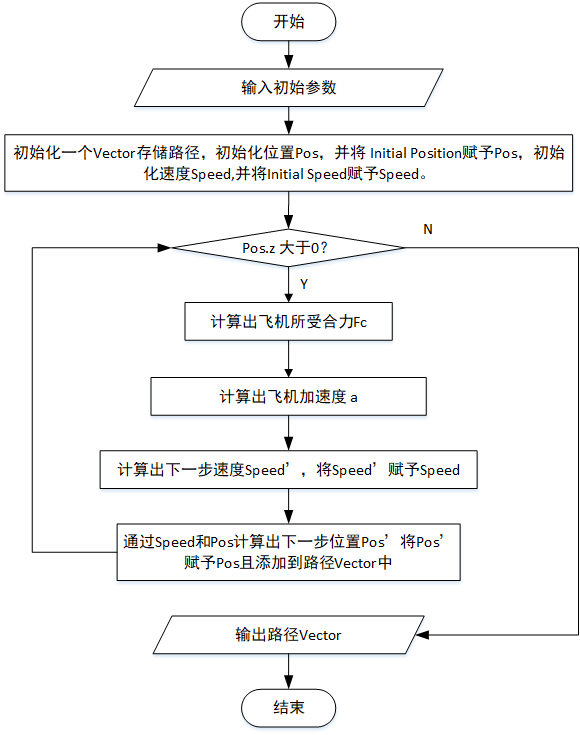 开始
输入初始参数
初始化一个Vector存储路径，初始化位置Pos，并将 Initial Position赋予Pos，初始
化速度Speed,并将Initial Speed赋予Speed。
Pos.z 大于0？
N
Y
计算出飞机所受合力Fc
计算出飞机加速度 a
计算出下一步速度Speed’，将Speed’赋予Speed
通过Speed和Pos计算出下一步位置Pos’将Pos’
赋予Pos且添加到路径Vector中
输出路径Vector
结束